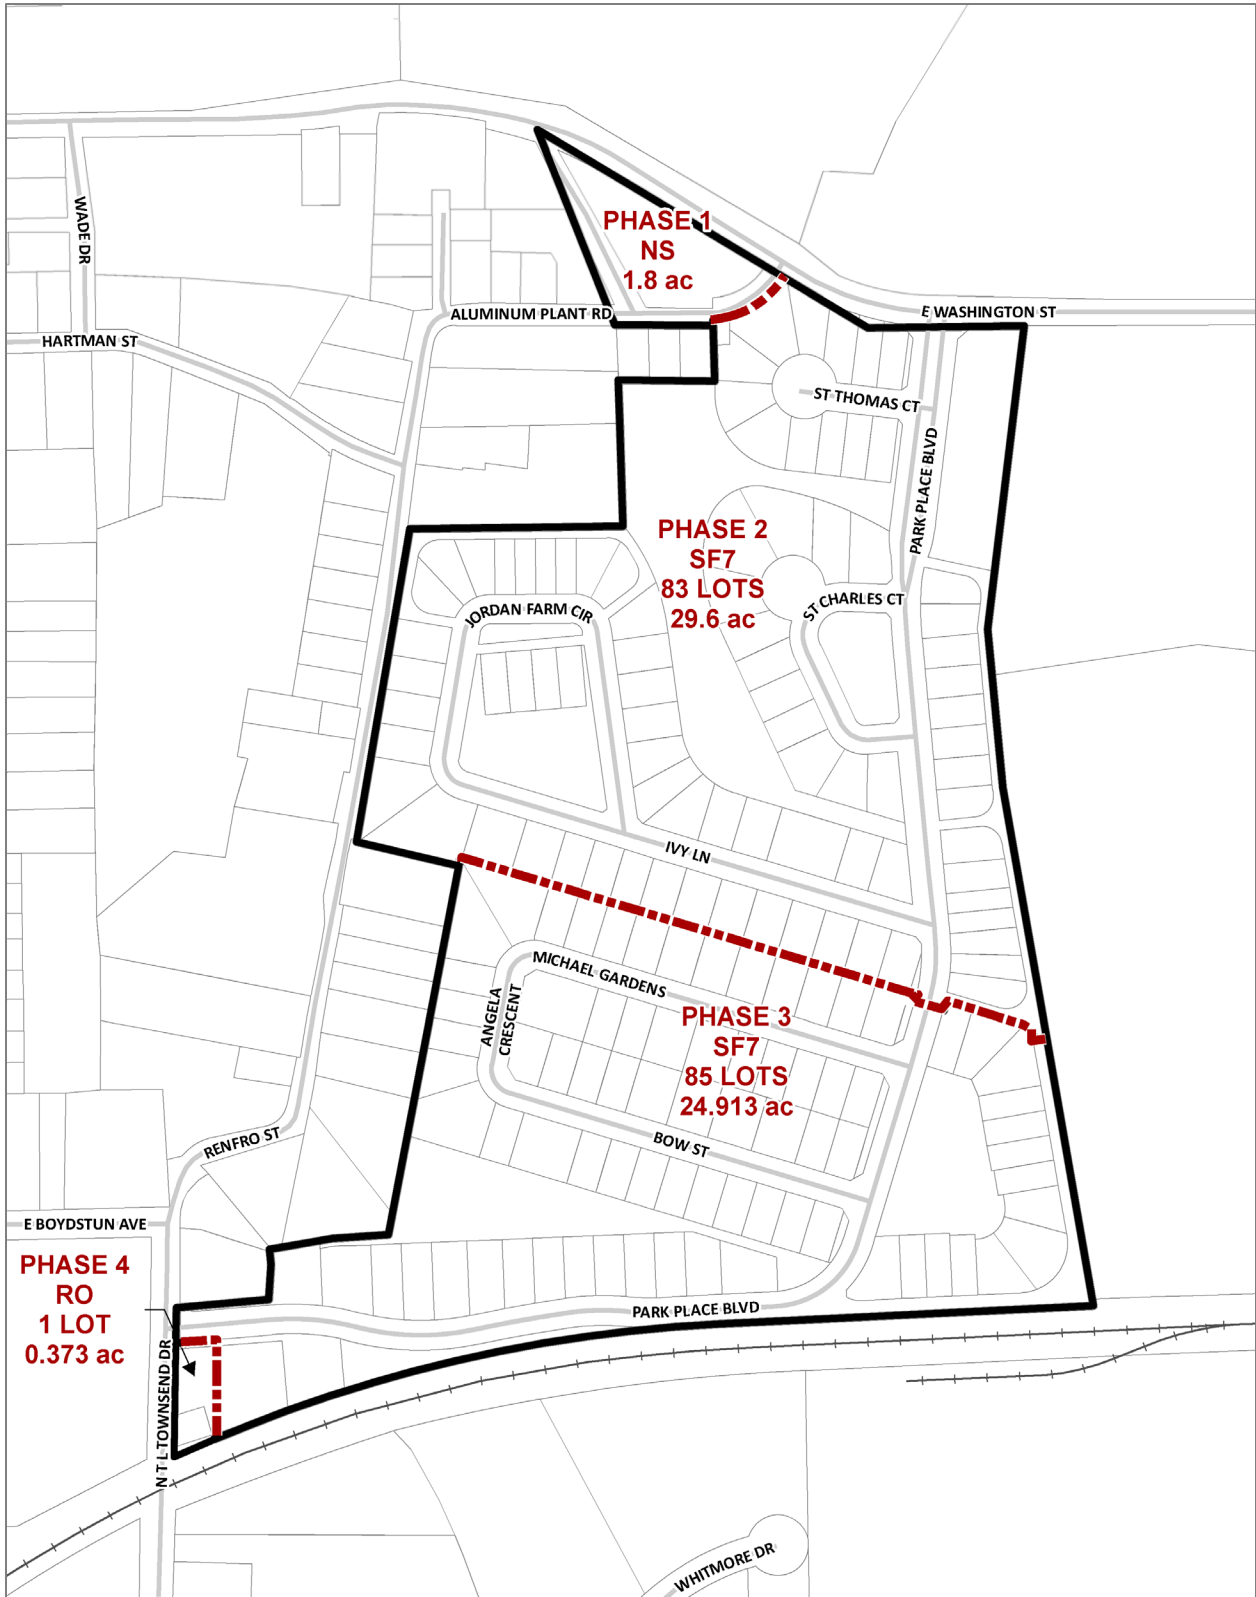 WADE DR
PHASE 1
NS
1.8 ac
ALUMINUM PLANT RD
E WASHINGTON ST
HARTMAN ST
ST THOMAS CT
PARK PLACE BLVD
PHASE 2
SF7
83 LOTS
29.6 ac
JORDAN FARM CIR
ST CHARLES CT
IVY LN
MICHAEL GARDENS
ANGELA
CRESCENT
PHASE 3
SF7
85 LOTS
24.913 ac
BOW ST
RENFRO ST
E BOYDSTUN AVE
PHASE 4
RO
1 LOT
0.373 ac
PARK PLACE BLVD
N T L TOWNSEND DR
WHITMORE DR